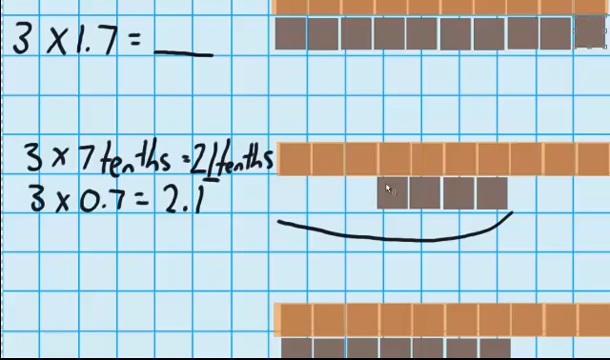 3 X 1.7 = ___
3 x 7 tenths = 21 tenths
3 x 0.7 = 2.1